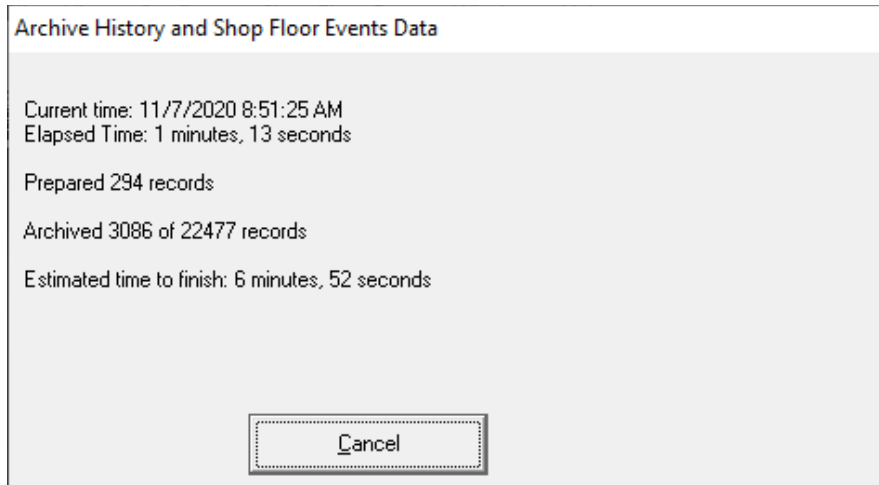 Archive History and Shop Floor Events Data
Current time: 11/7/2020 8:51:25 AM
Elapsed Time: 1 minutes, 13 seconds
Prepared 294 records
Archived 3086 of 22477 records
Estimated time to finish: 6 minutes, 52 seconds
Cancel